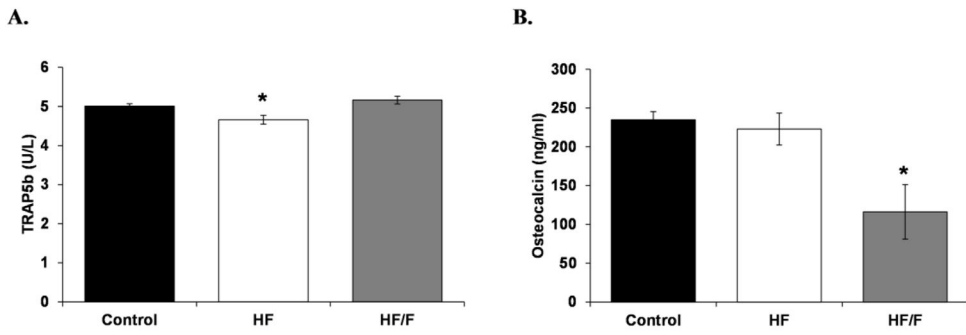 A.
B.
TRAP5b (U/L)
6
5
4
3
2
1
0
*
Control HF HF/F
Osteocalcin (ng/ml)
300
250
200
150
100
50
0
*
Control HF HF/F